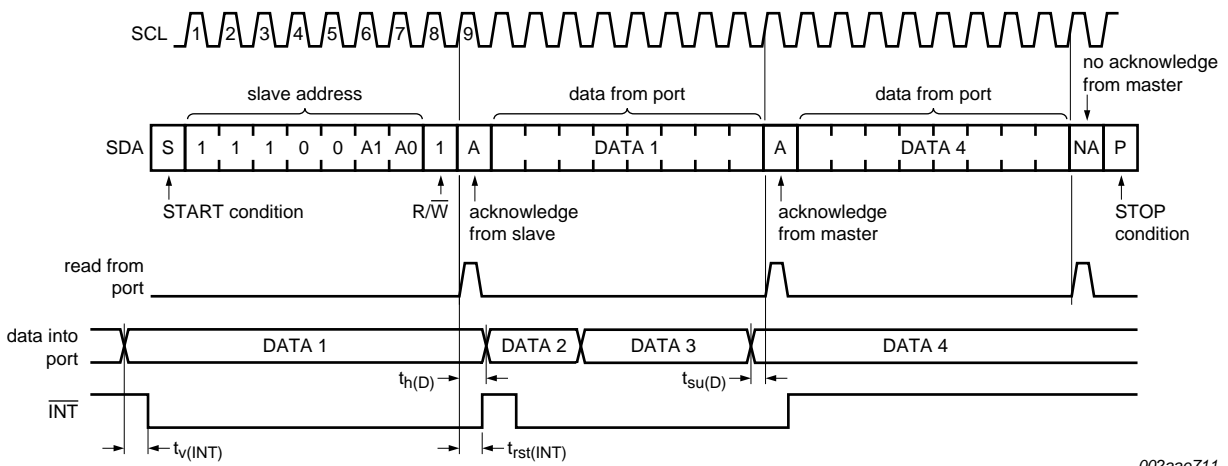 SCL 1 2 3 4 5 6 7 8 9
no acknowledge
from master
slave address
data from port
data from port
SDA S 1 1 1 0 0 A1 A0 1 A DATA 1 A DATA 4 NA P
START condition
R/W̅
acknowledge
from slave
acknowledge
from master
STOP
condition
read from
port
data into
port
DATA 1
DATA 2
DATA 3
DATA 4
th(D)
tsu(D)
I̅N̅T̅
tv(INT)
trst(INT)
002aae711